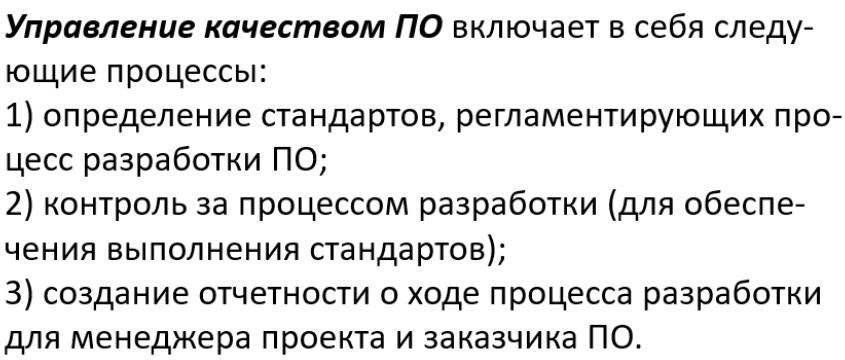 Управление качеством ПО включает в себя следу-
ющие процессы:
1) определение стандартов, регламентирующих про-
цесс разработки ПО;
2) контроль за процессом разработки (для обеспе-
чения выполнения стандартов);
3) создание отчетности о ходе процесса разработки
для менеджера проекта и заказчика ПО.